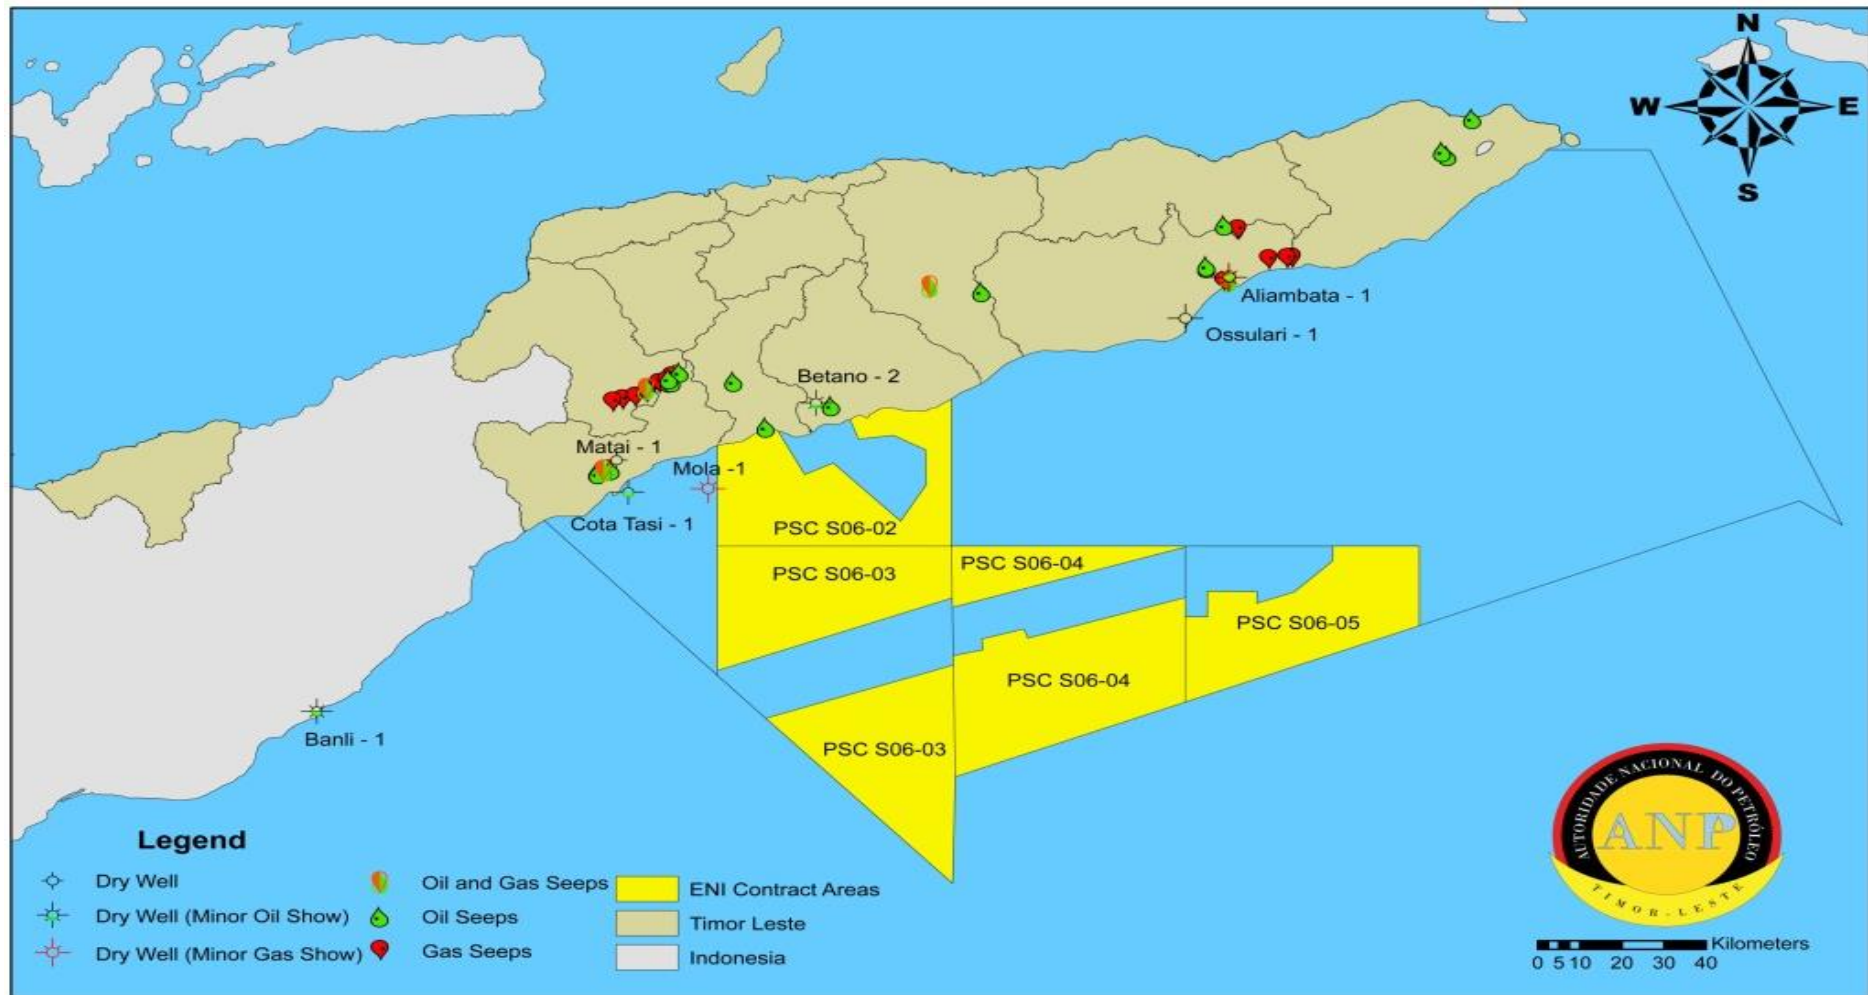 N
W
E
S
Aliambata - 1
Ossulari - 1
Betano - 2
Matai - 1
Mola -1
Cota Tasi - 1
PSC S06-02
PSC S06-03
PSC S06-04
PSC S06-05
PSC S06-04
PSC S06-03
Banli - 1
Legend
Dry Well
Dry Well (Minor Oil Show)
Dry Well (Minor Gas Show)
Oil and Gas Seeps
Oil Seeps
Gas Seeps
ENI Contract Areas
Timor Leste
Indonesia
AUTORIDADE NACIONAL DO PETRÓLEO
ANP
TIMOR-LESTE
Kilometers
0 5 10 20 30 40